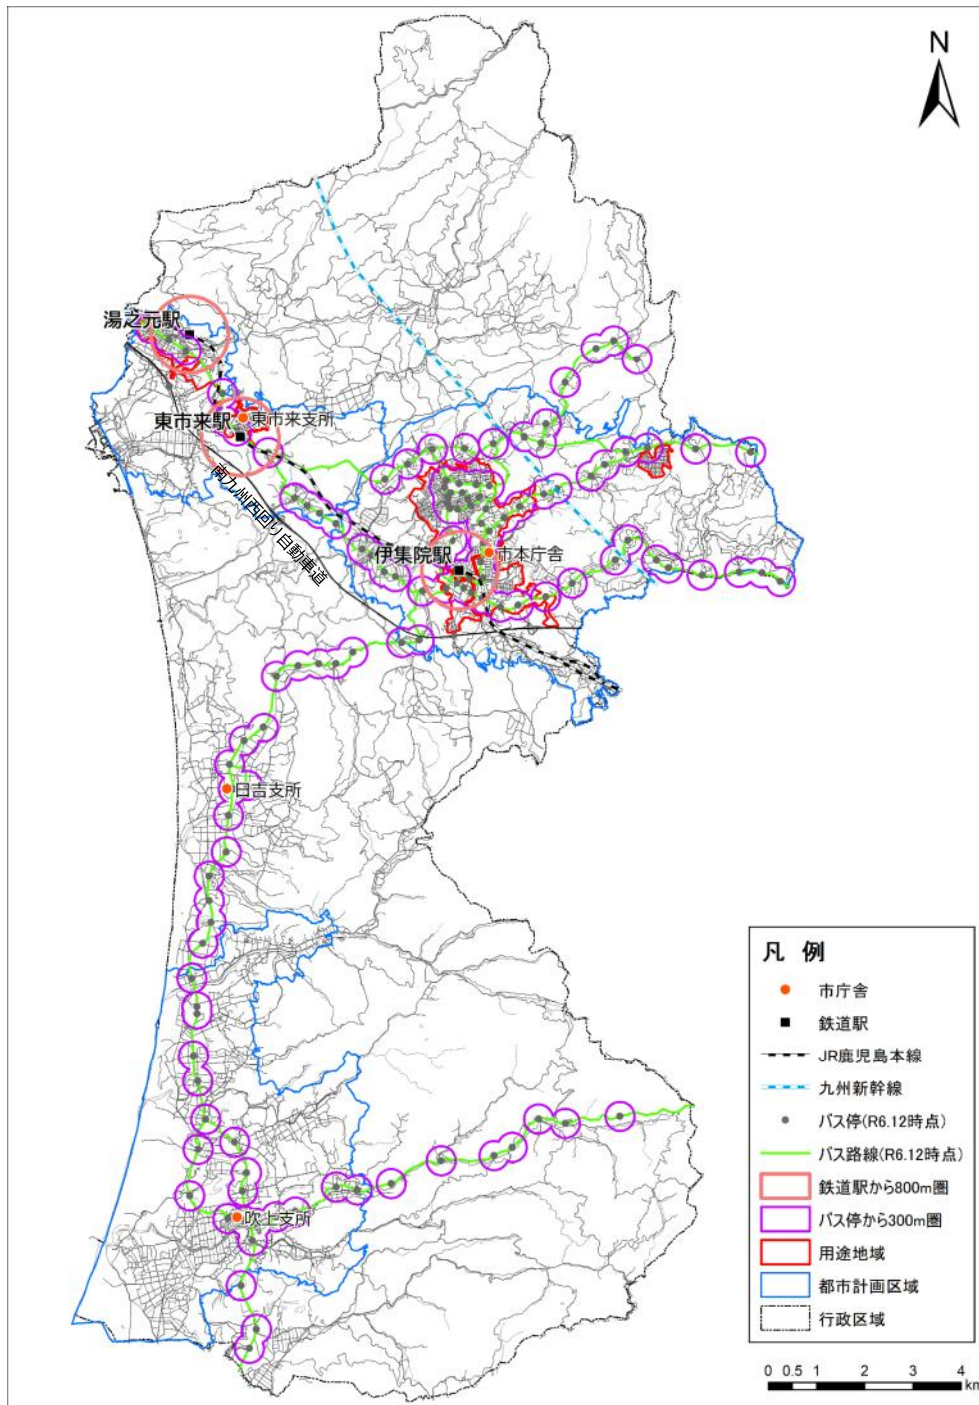 N
湯之元駅
東市来駅
東市来支所
南九州西回り自動車道
伊集院駅
市本庁舎
日吉支所
吹上支所
凡 例
市庁舎
鉄道駅
JR鹿児島本線
九州新幹線
バス停(R6.12時点)
バス路線(R6.12時点)
鉄道駅から800m圏
バス停から300m圏
用途地域
都市計画区域
行政区域
0 0.5 1 2 3 4
km